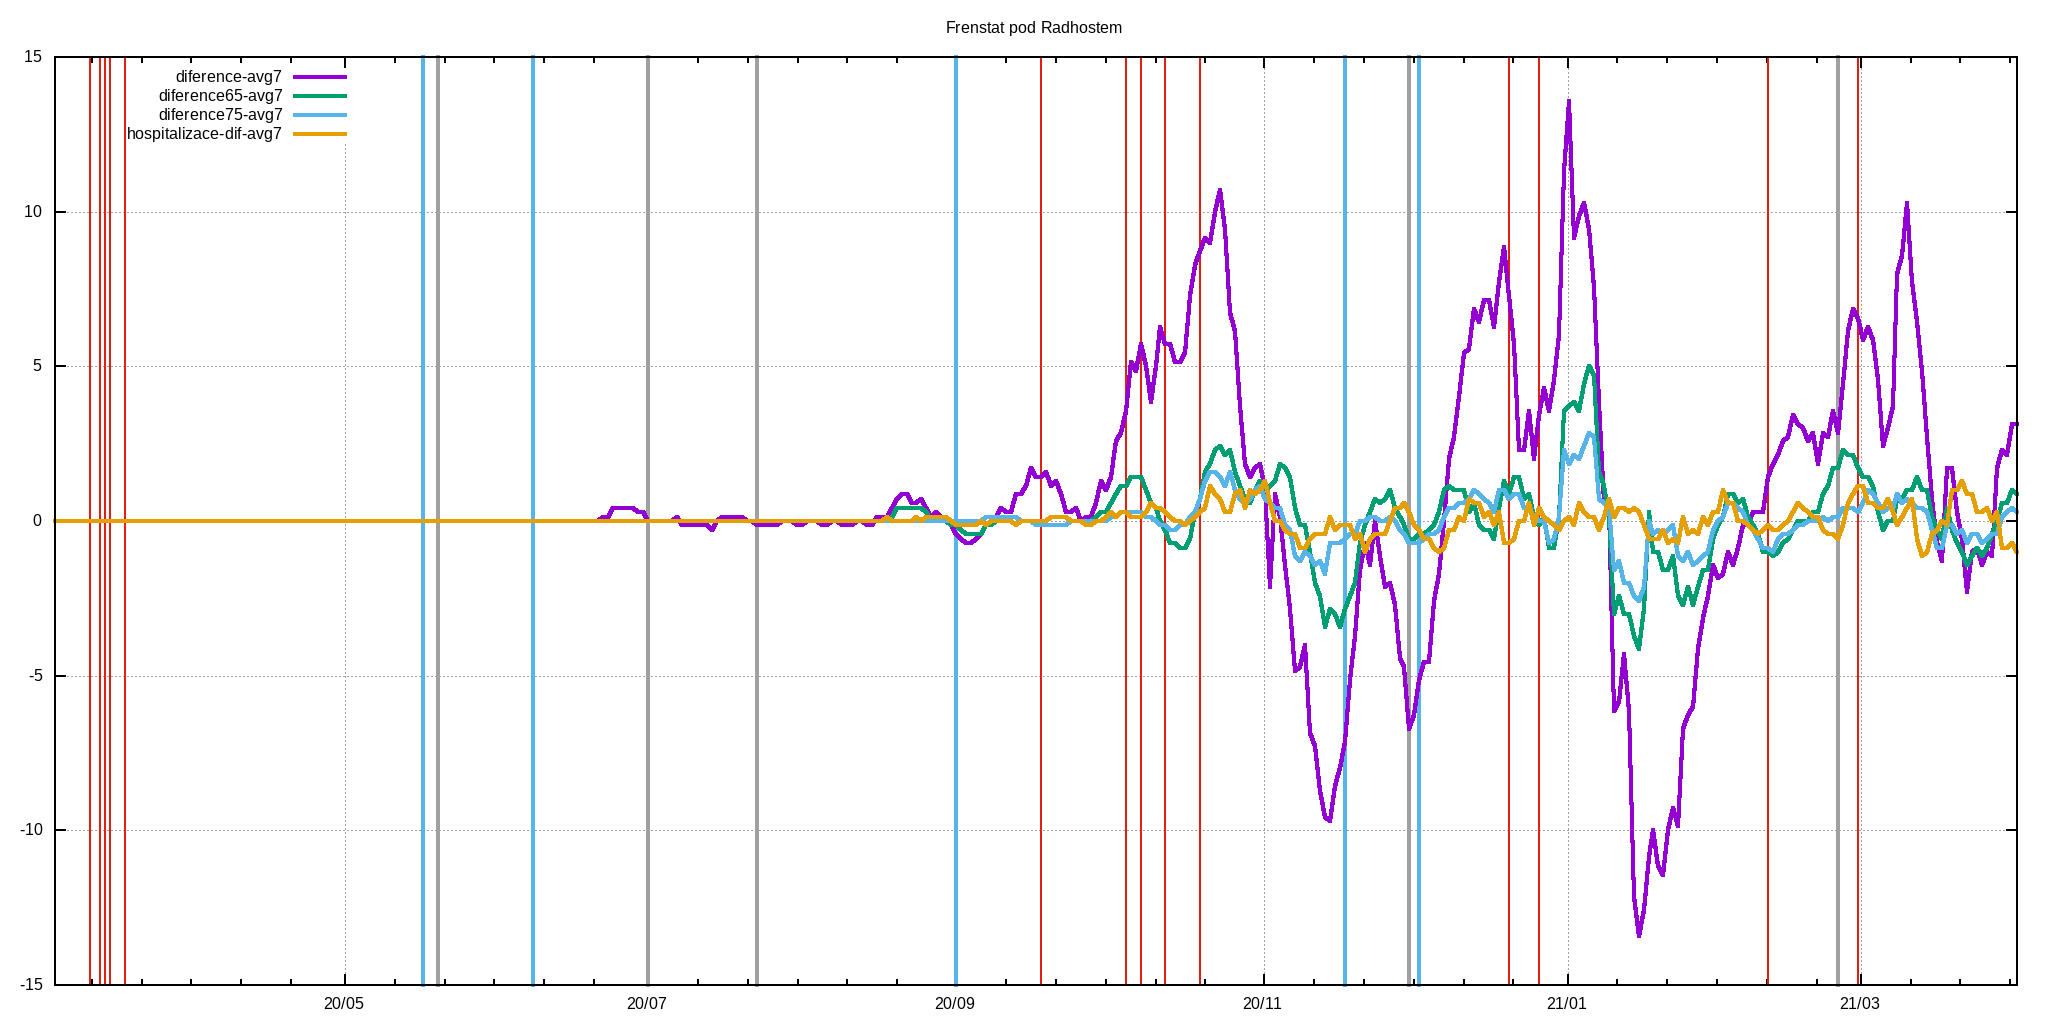 Frenstat pod Radhostem
15
10
5
0
-5
-10
-15
diference-avg7
diference65-avg7
diference75-avg7
hospitalizace-dif-avg7
20/05
20/07
20/09
20/11
21/01
21/03